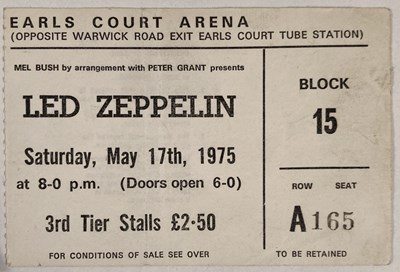 EARLS COURT ARENA
(OPPOSITE WARWICK ROAD EXIT EARLS COURT TUBE STATION)
MEL BUSH by arrangement with PETER GRANT presents
LED ZEPPELIN
Saturday, May 17th, 1975
at 8-0 p.m. (Doors open 6-0)
3rd Tier Stalls £2·50
FOR CONDITIONS OF SALE SEE OVER
BLOCK
15
ROW SEAT
A 165
TO BE RETAINED